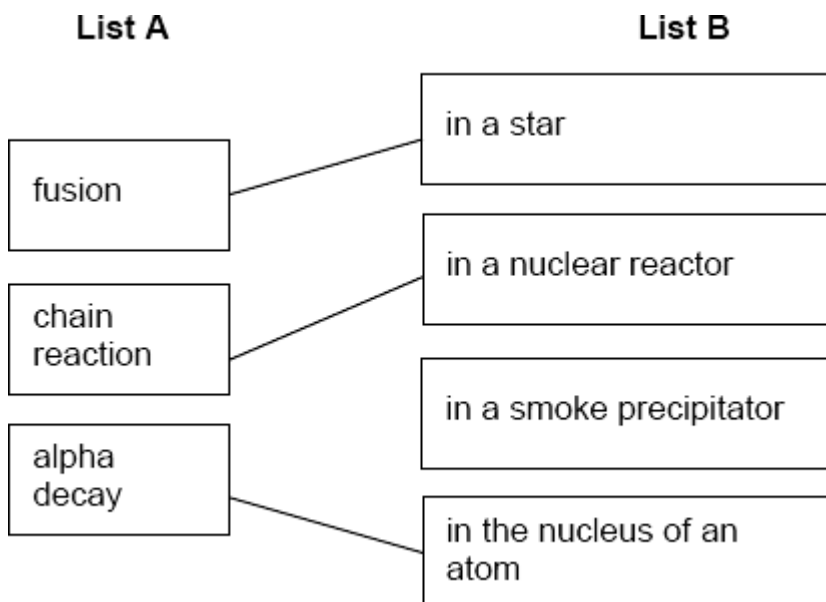 List A
List B
fusion
chain
reaction
alpha
decay
in a star
in a nuclear reactor
in a smoke precipitator
in the nucleus of an
atom